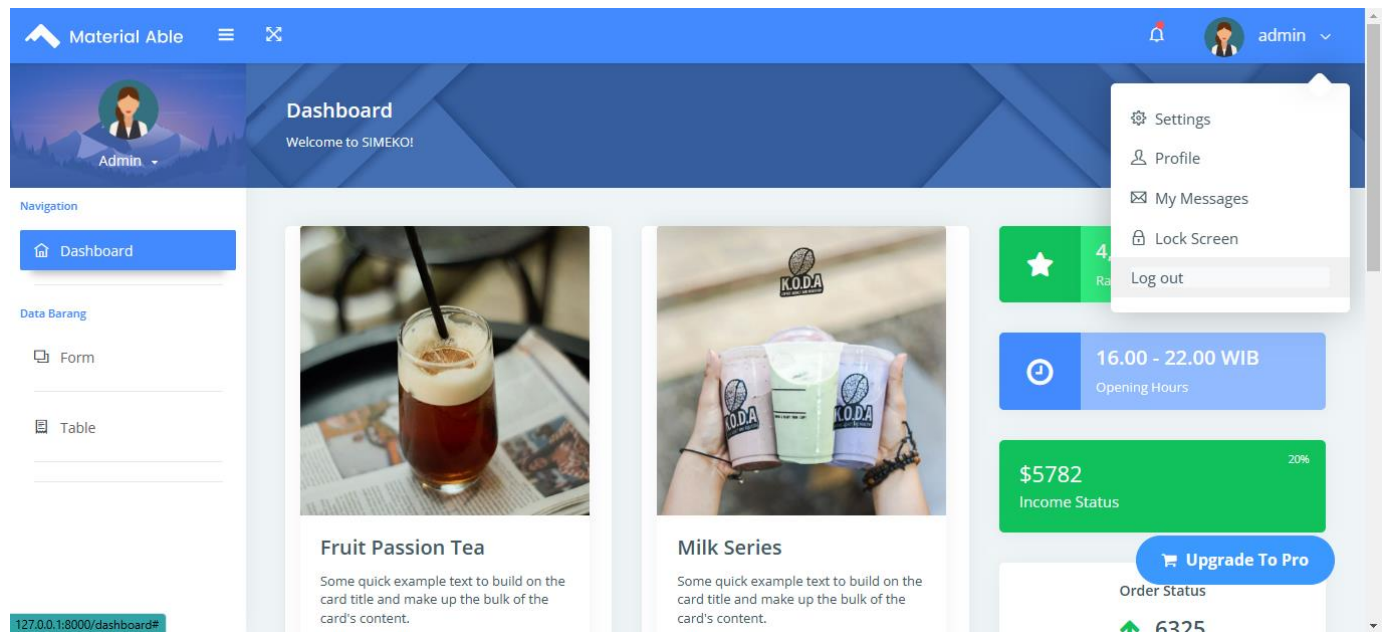 Material Able
admin
Dashboard
Welcome to SIMEKO!
Admin
Settings
Profile
My Messages
Lock Screen
Log out
Navigation
Dashboard
Data Barang
Form
Table
K.O.D.A
K.O.D.A
K.O.D.A
4,
Ra
16.00 - 22.00 WIB
Opening Hours
20%
$5782
Income Status
Fruit Passion Tea
Some quick example text to build on the
card title and make up the bulk of the
card's content.
Milk Series
Some quick example text to build on the
card title and make up the bulk of the
card's content.
Upgrade To Pro
Order Status
6325
127.0.0.1:8000/dashboard#